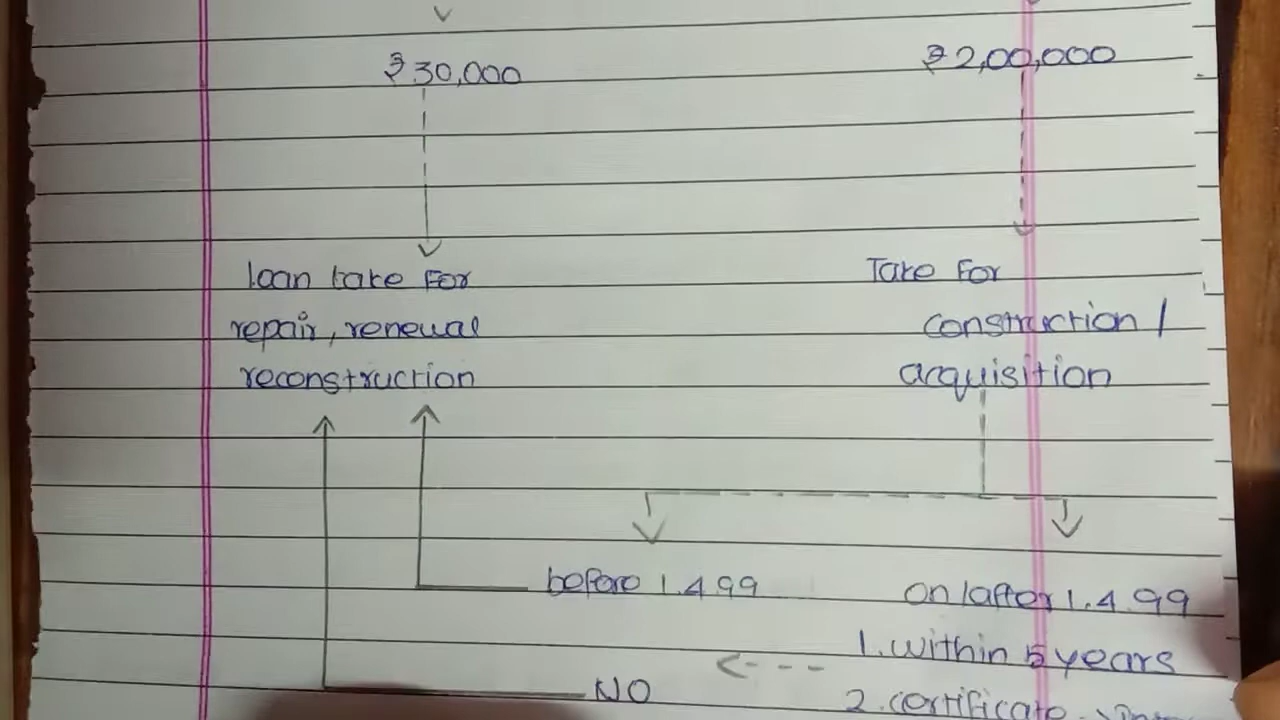 ₹30,000
₹2,00,000
loan take For
repair, renewal
reconstruction
Take For
construction /
acquisition
before 1.4.99
on/after 1.4.99
1. within 5 years
NO
2. certificate